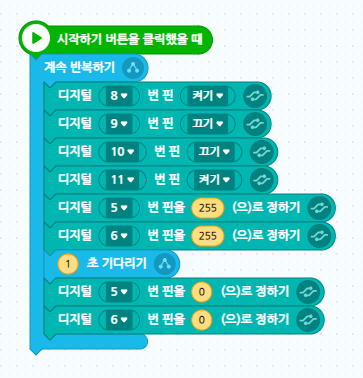 시작하기 버튼을 클릭했을 때
계속 반복하기
디지털 8 번 핀 켜기
디지털 9 번 핀 끄기
디지털 10 번 핀 끄기
디지털 11 번 핀 켜기
디지털 5 번 핀을 255 (으)로 정하기
디지털 6 번 핀을 255 (으)로 정하기
1 초 기다리기
디지털 5 번 핀을 0 (으)로 정하기
디지털 6 번 핀을 0 (으)로 정하기